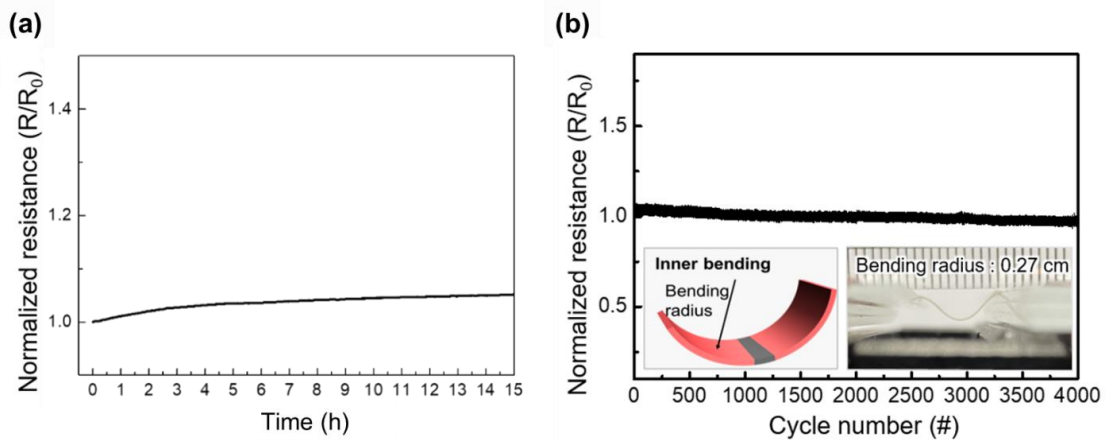 (a)
Normalized resistance (R/R0)
1.4
1.2
1.0
0 1 2 3 4 5 6 7 8 9 10 11 12 13 14 15
Time (h)
(b)
Normalized resistance (R/R0)
1.5
1.0
0.5
Inner bending
Bending
radius
Bending radius : 0.27 cm
0 500 1000 1500 2000 2500 3000 3500 4000
Cycle number (#)